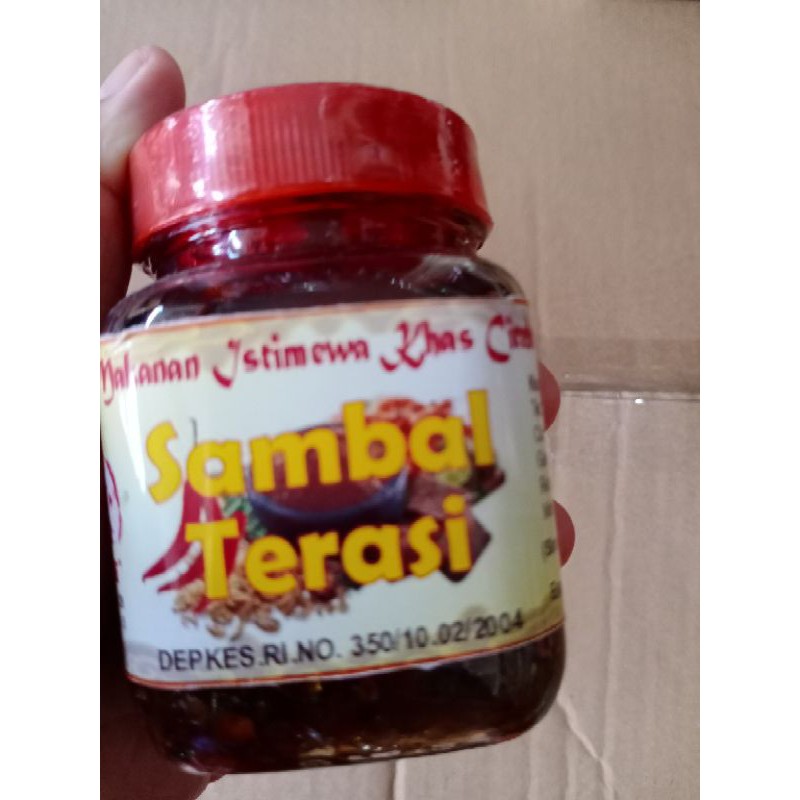 Makanan Istimewa Khas
Sambal
Terasi
DEPKES.RI.NO. 350/10.02/2004